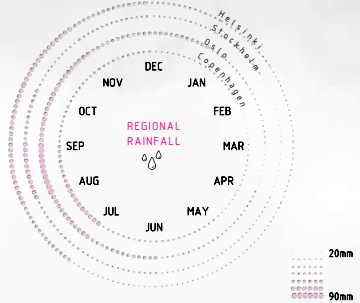 Helsinki
Stockholm
Oslo
Copenhagen
DEC
JAN
FEB
MAR
APR
MAY
JUN
JUL
AUG
SEP
OCT
NOV
REGIONAL
RAINFALL
20mm
90mm